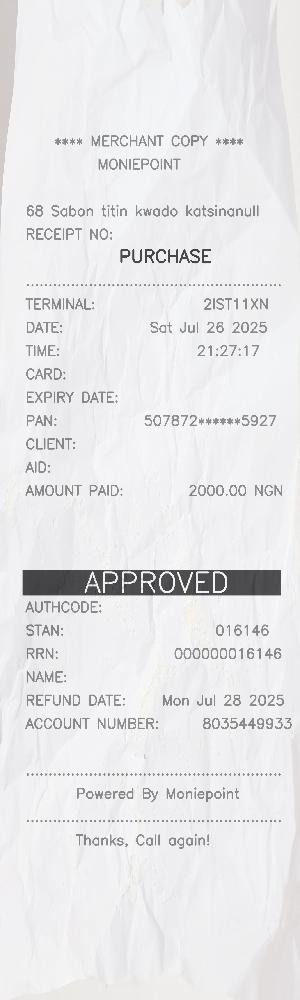 **** MERCHANT COPY ****
MONIEPOINT
68 Sabon titin kwado katsinanull
RECEIPT NO:
PURCHASE
TERMINAL: 2IST11XN
DATE: Sat Jul 26 2025
TIME: 21:27:17
CARD:
EXPIRY DATE:
PAN: 507872******5927
CLIENT:
AID:
AMOUNT PAID: 2000.00 NGN
APPROVED
AUTHCODE:
STAN: 016146
RRN: 000000016146
NAME:
REFUND DATE: Mon Jul 28 2025
ACCOUNT NUMBER: 8035449933
Powered By Moniepoint
Thanks, Call again!